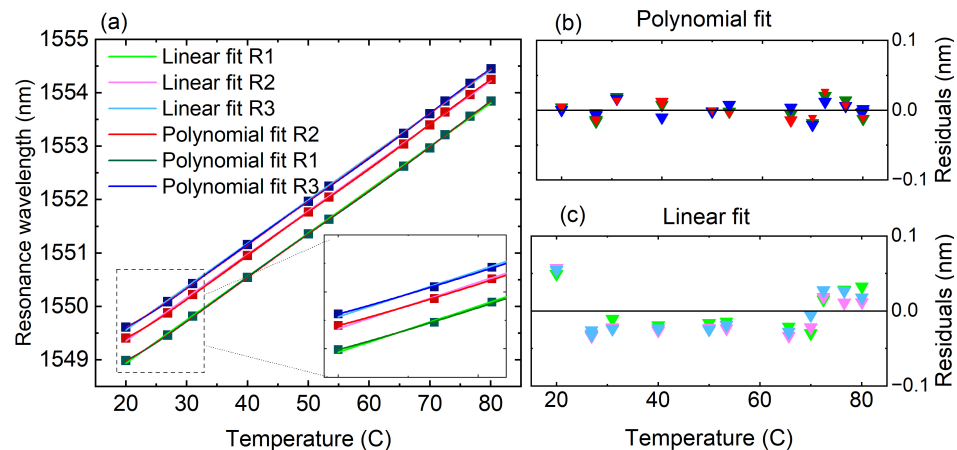 (a)
Linear fit R1
Linear fit R2
Linear fit R3
Polynomial fit R2
Polynomial fit R1
Polynomial fit R3
Resonance wavelength (nm)
1555
1554
1553
1552
1551
1550
1549
20 30 40 50 60 70 80
Temperature (C)
(b) Polynomial fit
0.1
0.0
−0.1
Residuals (nm)
(c) Linear fit
0.1
0.0
−0.1
Residuals (nm)
20 40 60 80
Temperature (C)